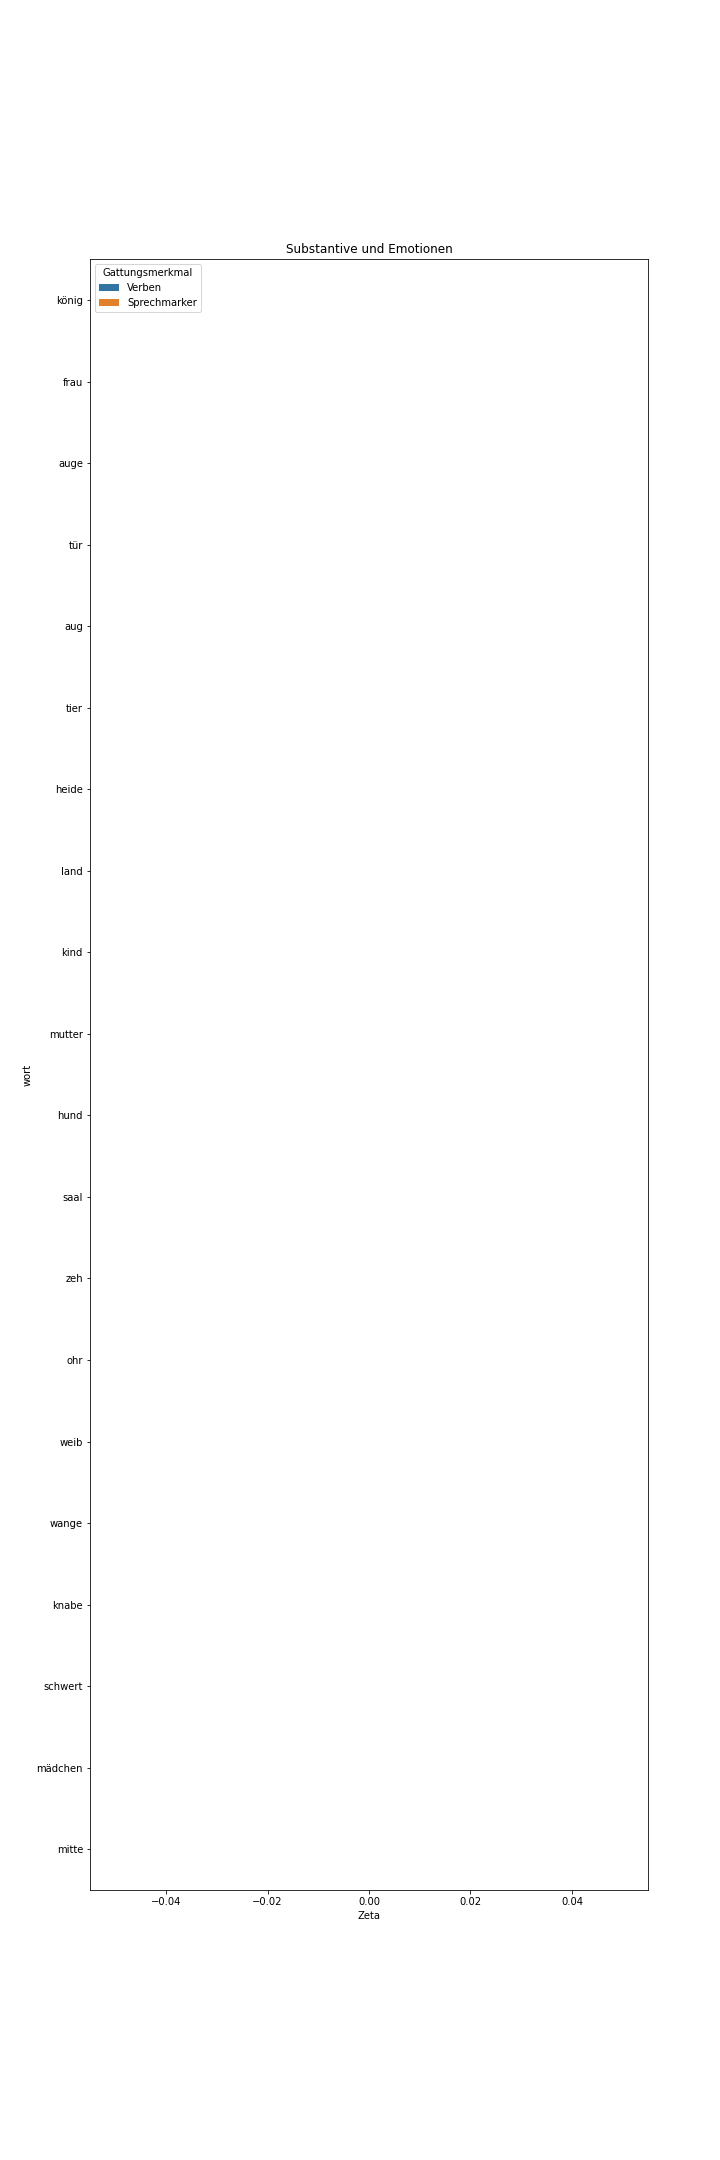 Substantive und Emotionen
Gattungsmerkmal
Verben
Sprechmarker
könig
frau
auge
tür
aug
tier
heide
land
kind
mutter
wort
hund
saal
zeh
ohr
weib
wange
knabe
schwert
mädchen
mitte
−0.04 −0.02 0.00 0.02 0.04
Zeta